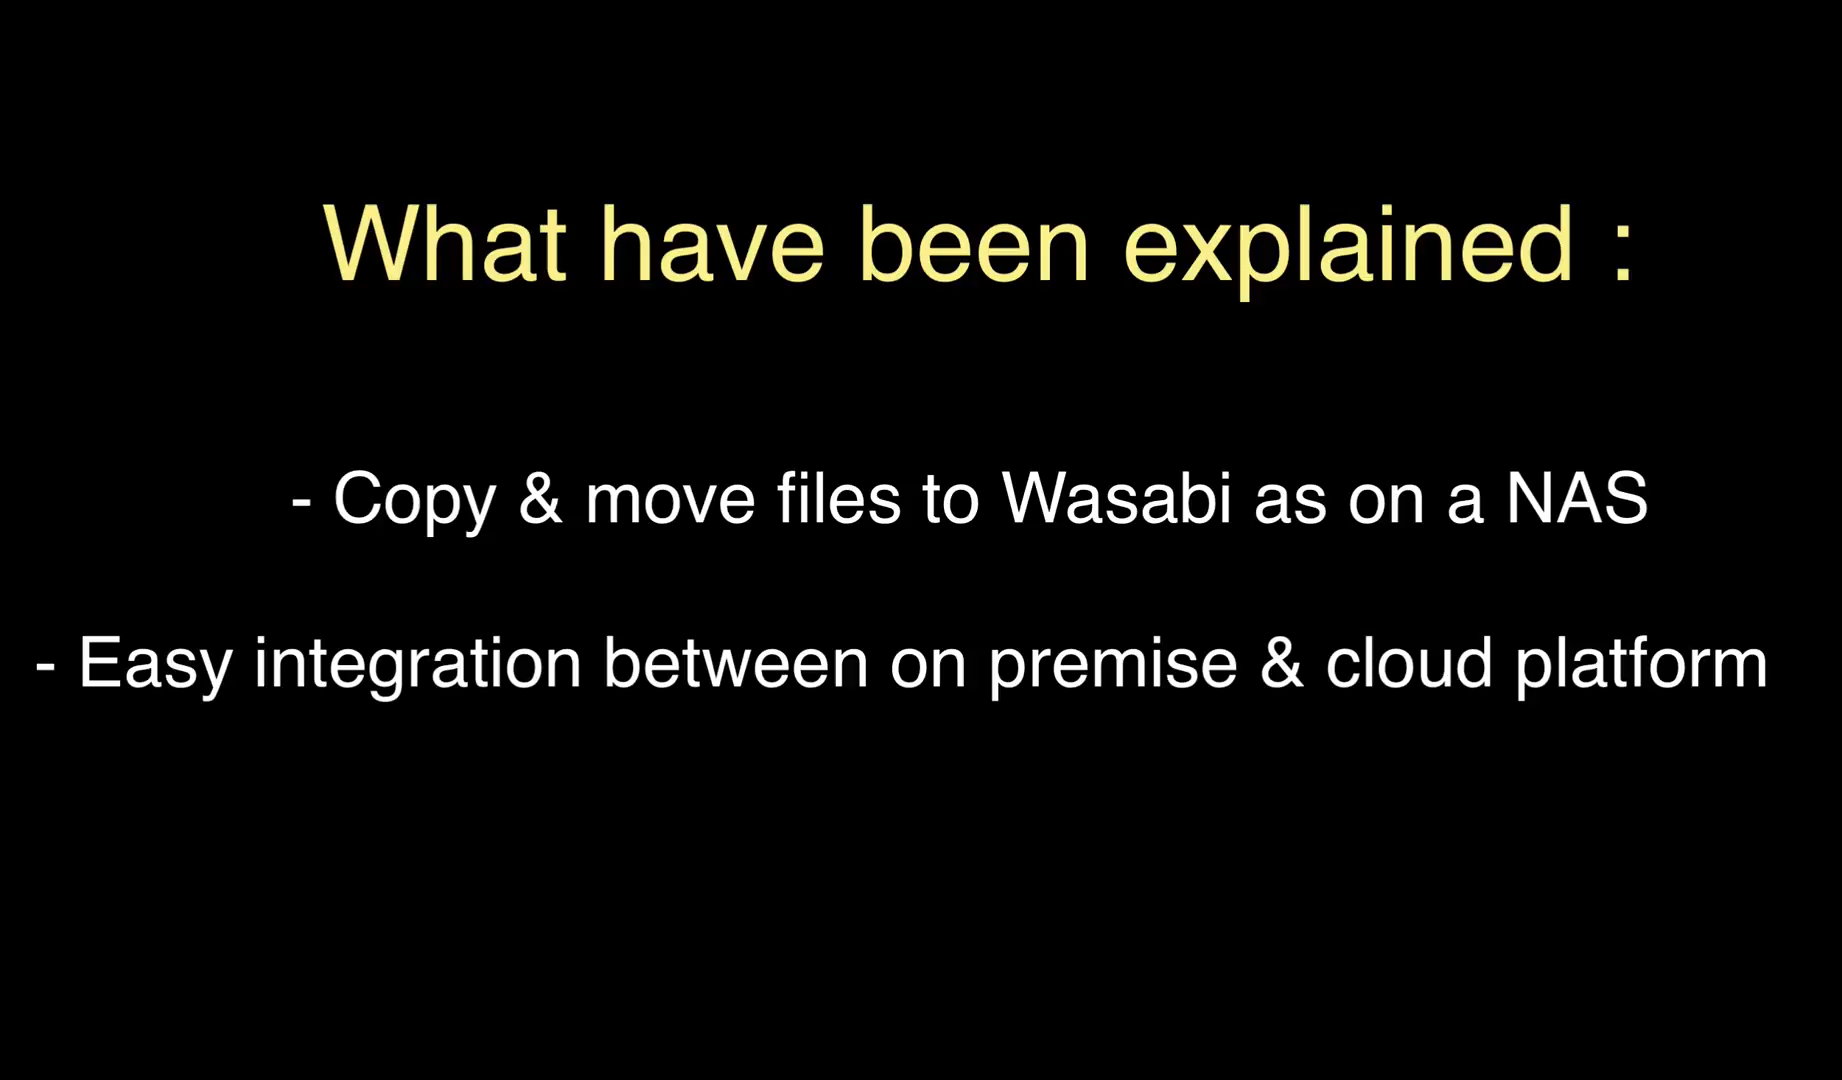 What have been explained :
- Copy & move files to Wasabi as on a NAS
- Easy integration between on premise & cloud platform